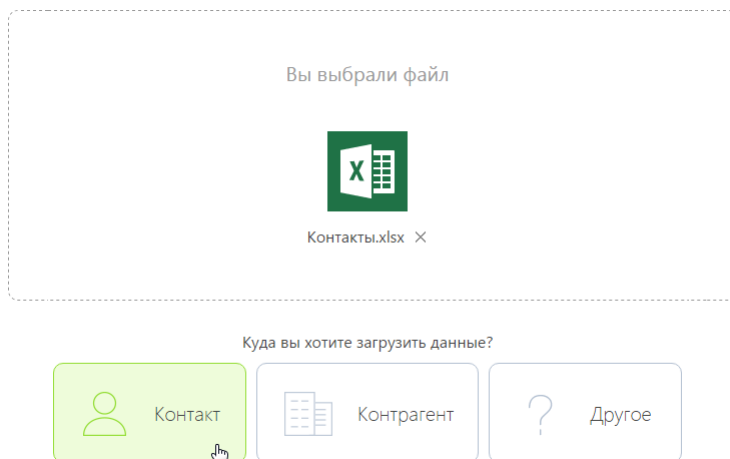 Вы выбрали файл
X
Контакты.xlsx
Куда вы хотите загрузить данные?
Контакт
Контрагент
?
Другое